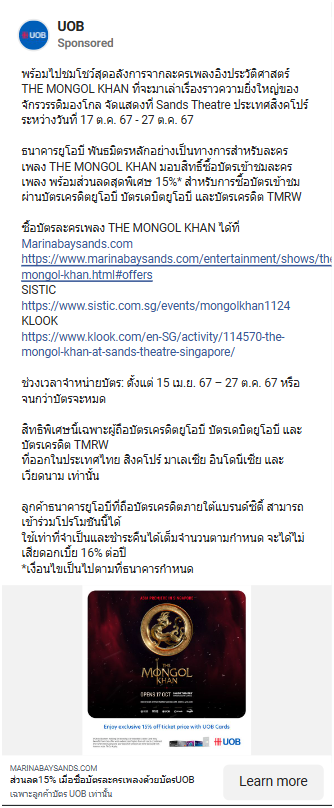 UOB
UOB
Sponsored
พร้อมไปชมโชว์สุดอลังการจากละครเพลงอิงประวัติศาสตร์
THE MONGOL KHAN ที่จะมาเล่าเรื่องราวความยิ่งใหญ่ของ
จักรวรรดิมองโกล จัดแสดงที่ Sands Theatre ประเทศสิงคโปร์
ระหว่างวันที่ 17 ต.ค. 67 - 27 ต.ค. 67
ธนาคารยูโอบี พันธมิตรหลักอย่างเป็นทางการสำหรับละคร
เพลง THE MONGOL KHAN มอบสิทธิ์ซื้อบัตรเข้าชมละคร
เพลง พร้อมส่วนลดสุดพิเศษ 15%* สำหรับการซื้อบัตรเข้าชม
ผ่านบัตรเครดิตยูโอบี บัตรเดบิตยูโอบี และบัตรเครดิต TMRW
ซื้อบัตรละครเพลง THE MONGOL KHAN ได้ที่
Marinabaysands.com
https://www.marinabaysands.com/entertainment/shows/the-
mongol-khan.html#offers
SISTIC
https://www.sistic.com.sg/events/mongolkhan1124
KLOOK
https://www.klook.com/en-SG/activity/114570-the-
mongol-khan-at-sands-theatre-singapore/
ช่วงเวลาจำหน่ายบัตร: ตั้งแต่ 15 เม.ย. 67 – 27 ต.ค. 67 หรือ
จนกว่าบัตรจะหมด
สิทธิพิเศษนี้เฉพาะผู้ถือบัตรเครดิตยูโอบี บัตรเดบิตยูโอบี และ
บัตรเครดิต TMRW
ที่ออกในประเทศไทย สิงคโปร์ มาเลเซีย อินโดนีเซีย และ
เวียดนาม เท่านั้น
ลูกค้าธนาคารยูโอบีที่ถือบัตรเครดิตภายใต้แบรนด์ซิตี้ สามารถ
เข้าร่วมโปรโมชันนี้ได้
ใช้เท่าที่จำเป็นและชำระคืนได้เต็มจำนวนตามกำหนด จะได้ไม่
เสียดอกเบี้ย 16% ต่อปี
*เงื่อนไขเป็นไปตามที่ธนาคารกำหนด
THE
MONGOL
KHAN
OPENS 17 OCT
Enjoy exclusive 15% off ticket price with UOB Cards
UOB
MARINABAYSANDS.COM
ส่วนลด15% เมื่อซื้อบัตรละครเพลงด้วยบัตรUOB
เฉพาะลูกค้าบัตร UOB เท่านั้น
Learn more